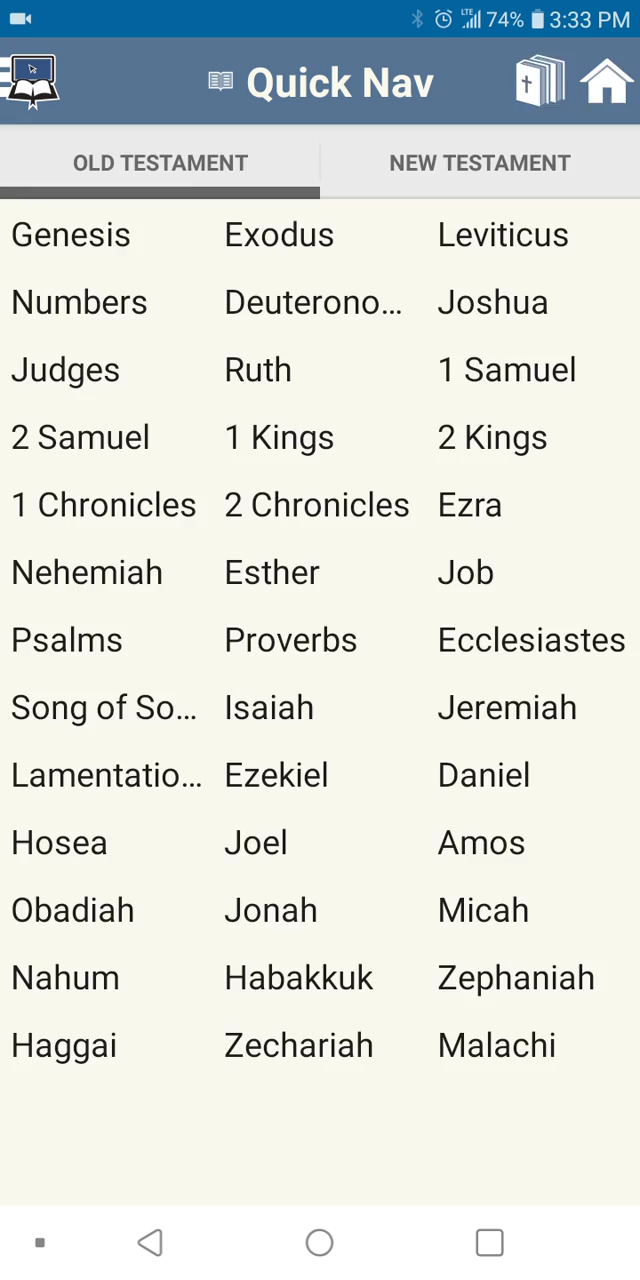 LTE 74% 3:33 PM
Quick Nav
OLD TESTAMENT NEW TESTAMENT
Genesis Exodus Leviticus
Numbers Deuterono... Joshua
Judges Ruth 1 Samuel
2 Samuel 1 Kings 2 Kings
1 Chronicles 2 Chronicles Ezra
Nehemiah Esther Job
Psalms Proverbs Ecclesiastes
Song of So... Isaiah Jeremiah
Lamentatio... Ezekiel Daniel
Hosea Joel Amos
Obadiah Jonah Micah
Nahum Habakkuk Zephaniah
Haggai Zechariah Malachi